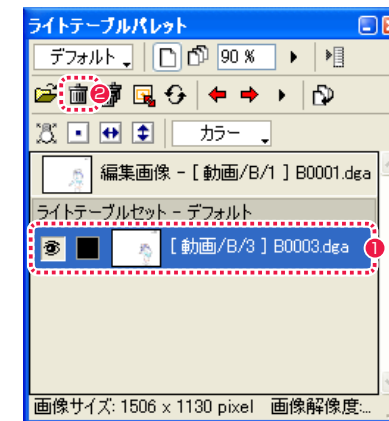 ライトテーブルパレット
デフォルト 90 %
2
カラー
編集画像 - [ 動画/B/1 ] B0001.dga
ライトテーブルセット - デフォルト
[ 動画/B/3 ] B0003.dga 1
画像サイズ: 1506 x 1130 pixel 画像解像度:...